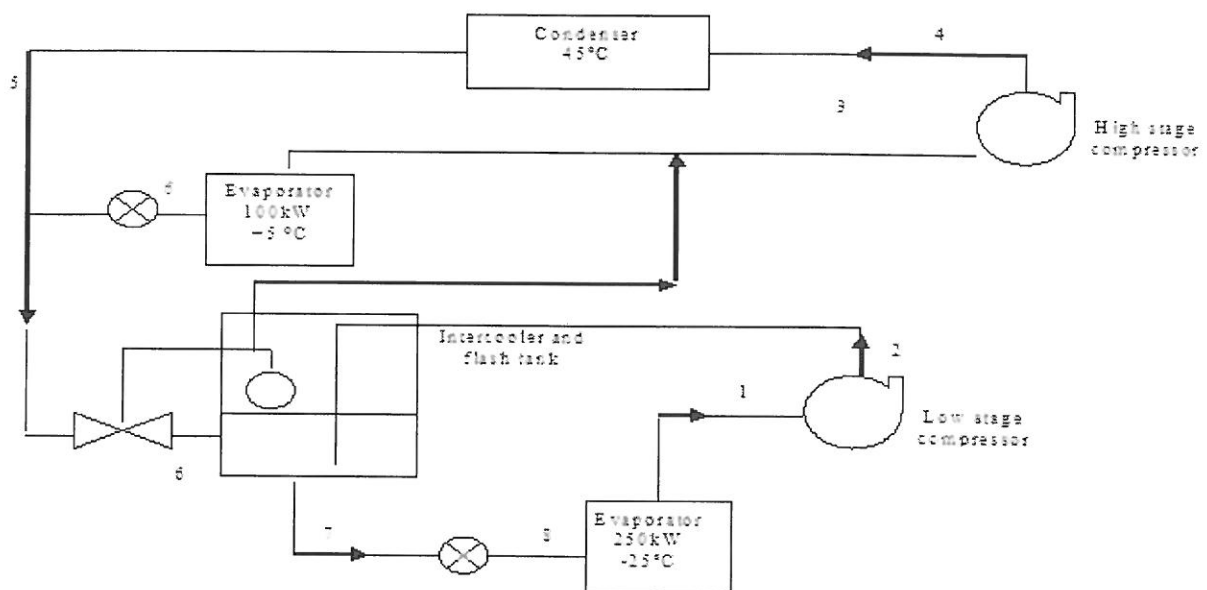 Condenser
45°C
4
5
3
High stage
compressor
6
Evaporator
100kW
-5 °C
Intercooler and
flash tank
2
1
Low stage
compressor
6
7
8
Evaporator
250kW
-25°C